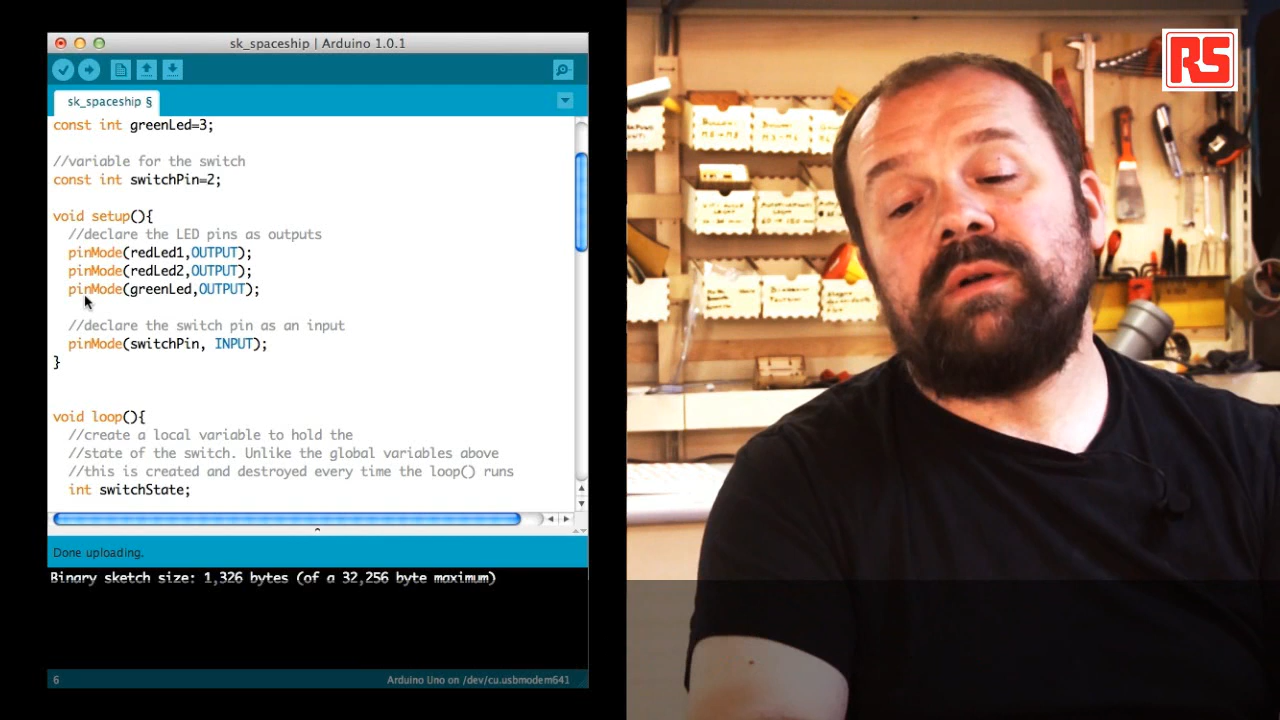 sk_spaceship | Arduino 1.0.1
sk_spaceship §
const int greenLed=3;
//variable for the switch
const int switchPin=2;
void setup(){
//declare the LED pins as outputs
pinMode(redLed1,OUTPUT);
pinMode(redLed2,OUTPUT);
pinMode(greenLed,OUTPUT);
//declare the switch pin as an input
pinMode(switchPin, INPUT);
}
void loop(){
//create a local variable to hold the
//state of the switch. Unlike the global variables above
//this is created and destroyed every time the loop() runs
int switchState;
Done uploading.
Binary sketch size: 1,326 bytes (of a 32,256 byte maximum)
6
Arduino Uno on /dev/cu.usbmodem641
RS